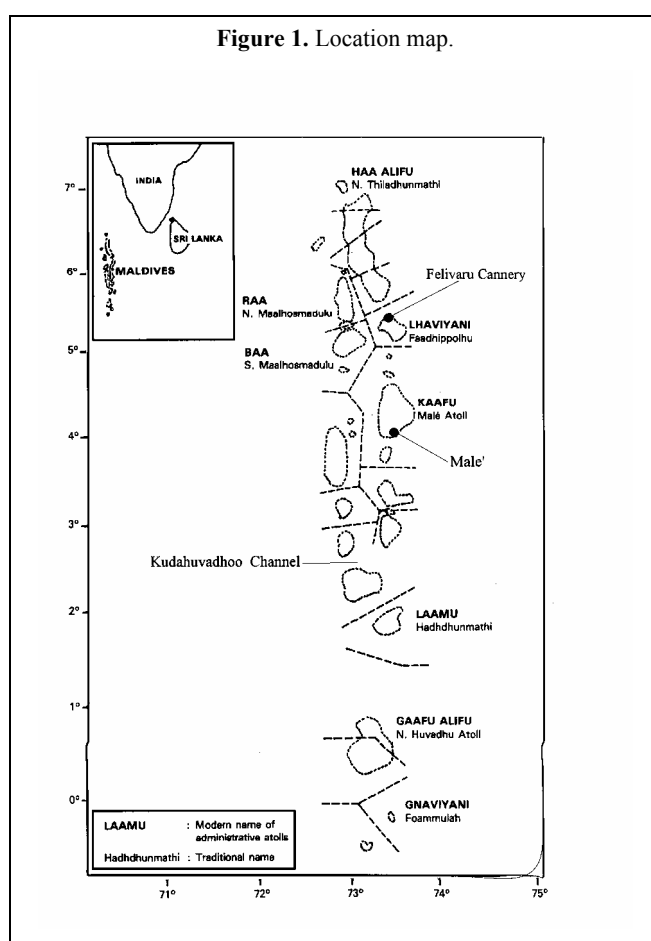 Figure 1. Location map.
INDIA
SRI LANKA
MALDIVES
7°
6°
5°
4°
3°
2°
1°
0°
HAA ALIFU
N. Thiladhunmathi
Felivaru Cannery
RAA
N. Maalhosmadulu
LHAVIYANI
Faadhippolhu
BAA
S. Maalhosmadulu
KAAFU
Malé Atoll
Male'
Kudahuvadhoo Channel
LAAMU
Hadhdhunmathi
GAAFU ALIFU
N. Huvadhu Atoll
GNAVIYANI
Foammulah
LAAMU : Modern name of
administrative atolls
Hadhdhunmathi : Traditional name
71° 72° 73° 74° 75°